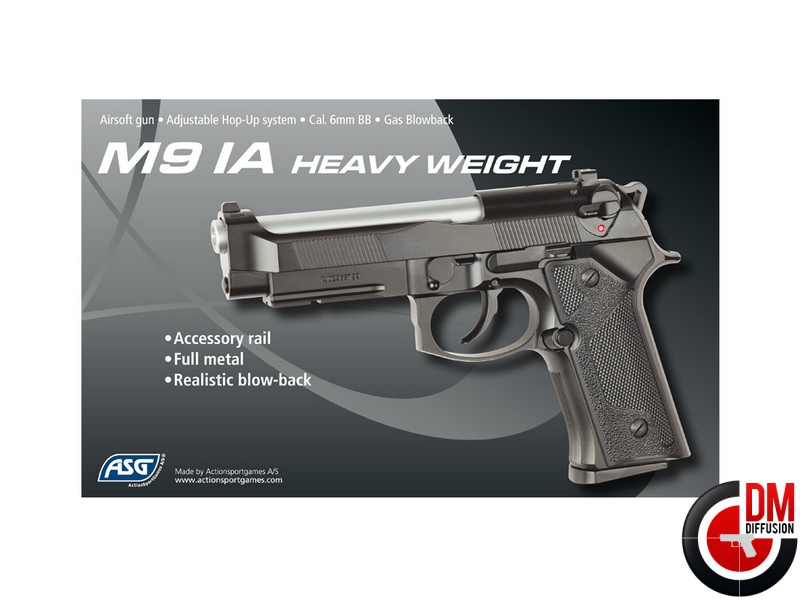 Airsoft gun • Adjustable Hop-Up system • Cal. 6mm BB • Gas Blowback
M9 IA HEAVY WEIGHT
• Accessory rail
• Full metal
• Realistic blow-back
ASG
ActionSportGames A/S®
Made by Actionsportgames A/S
www.actionsportgames.com
DM
DIFFUSION